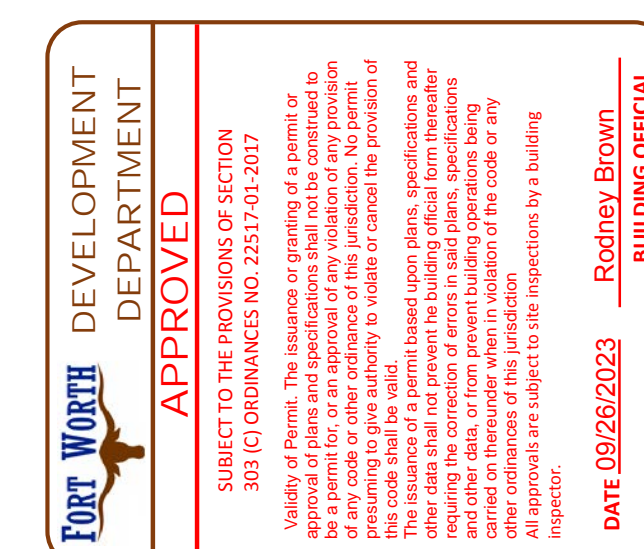 FORT WORTH
DEVELOPMENT
DEPARTMENT
APPROVED
SUBJECT TO THE PROVISIONS OF SECTION
303 (C) ORDINANCES NO. 22517-01-2017
Validity of Permit. The issuance or granting of a permit or
approval of plans and specifications shall not be construed to
be a permit for, or an approval of any violation of any provision
of any code or other ordinance of this jurisdiction. No permit
presuming to give authority to violate or cancel the provision of
this code shall be valid.
The issuance of a permit based upon plans, specifications and
other data shall not prevent he building official form thereafter
requiring the correction of errors in said plans, specifications
and other data, or from prevent building operations being
carried on thereunder when in violation of the code or any
other ordinances of this jurisdiction
All approvals are subject to site inspections by a building
inspector.
DATE 09/26/2023 Rodney Brown
BUILDING OFFICIAL